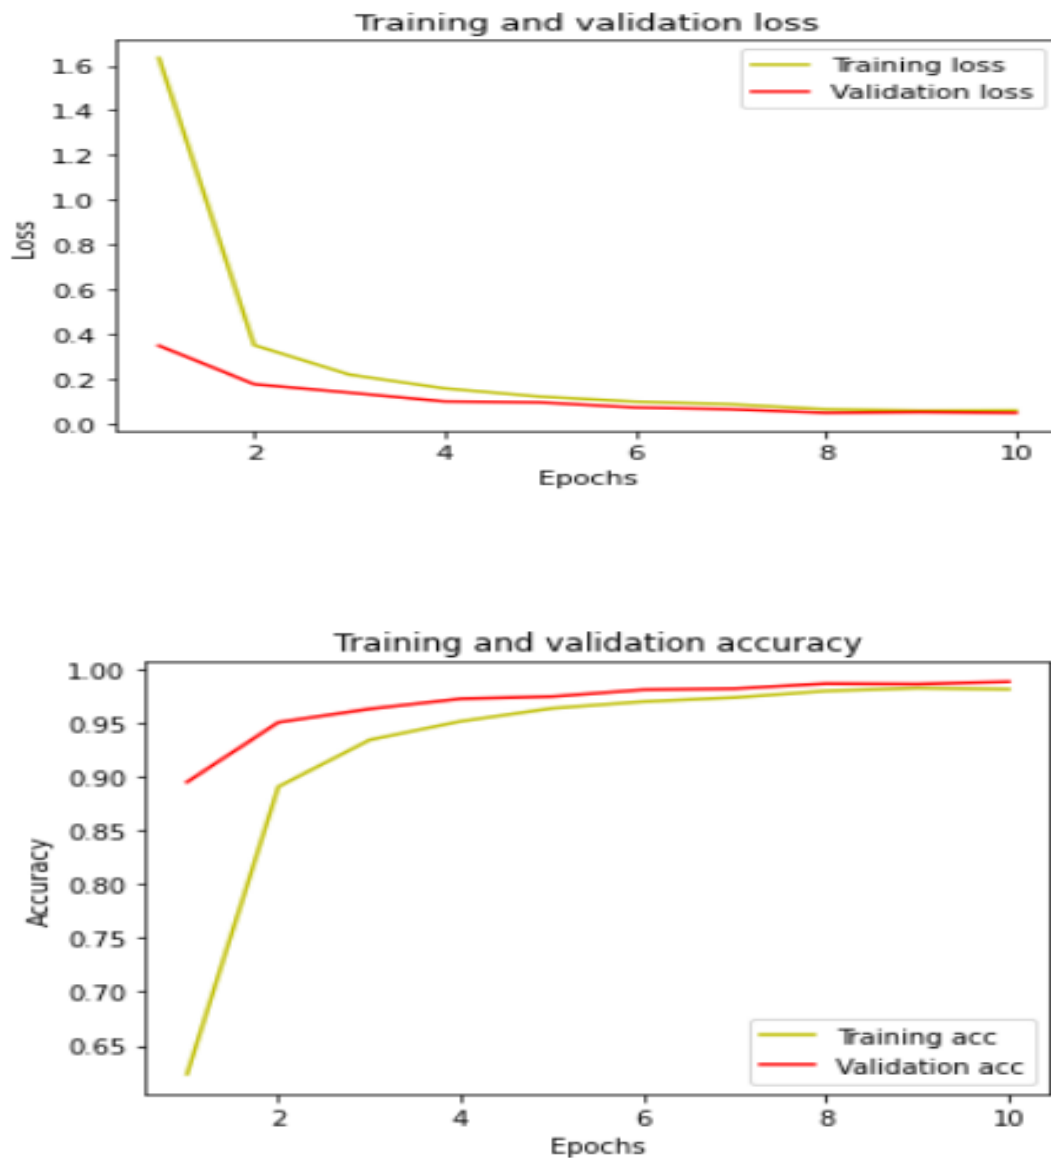 Training and validation loss
Training loss
Validation loss
1.6
1.4
1.2
1.0
0.8
0.6
0.4
0.2
0.0
Loss
2 4 6 8 10
Epochs
Training and validation accuracy
1.00
0.95
0.90
0.85
0.80
0.75
0.70
0.65
Accuracy
Training acc
Validation acc
2 4 6 8 10
Epochs